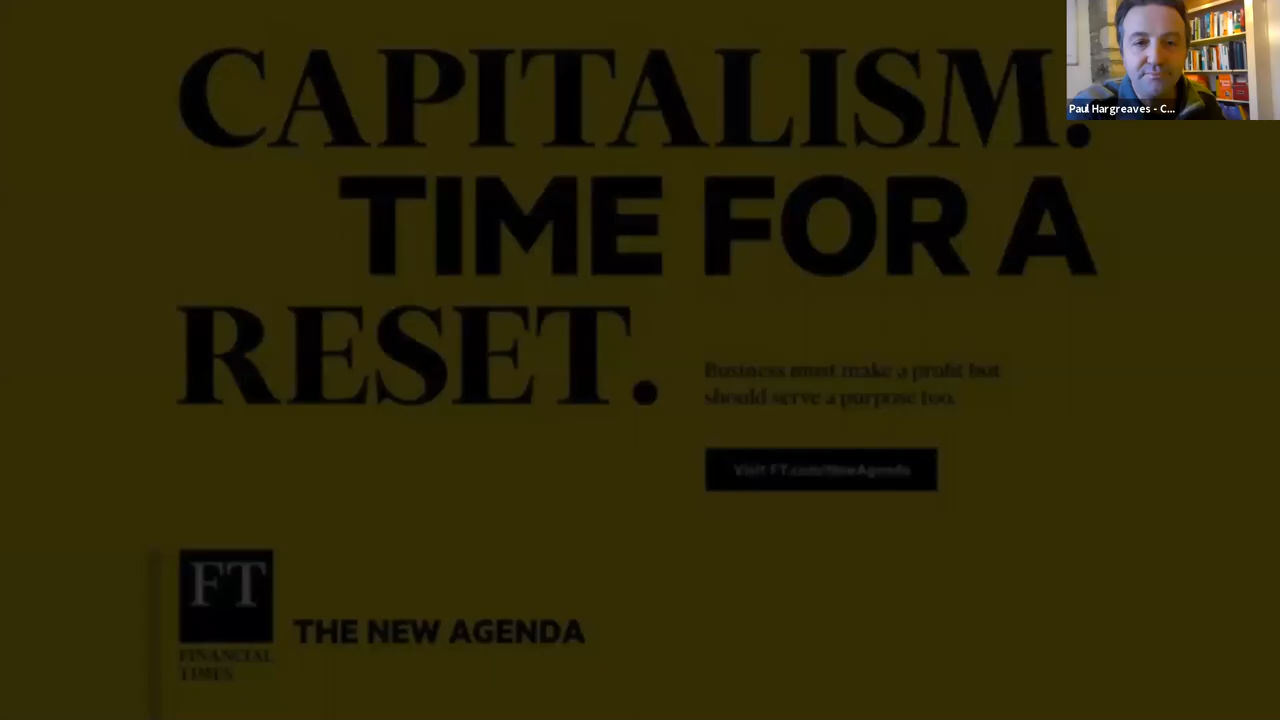 CAPITALISM.
TIME FOR A
RESET.
Business must make a profit but
should serve a purpose too.
Visit FT.com/NewAgenda
FT
FINANCIAL
TIMES
THE NEW AGENDA
Paul Hargreaves - C...